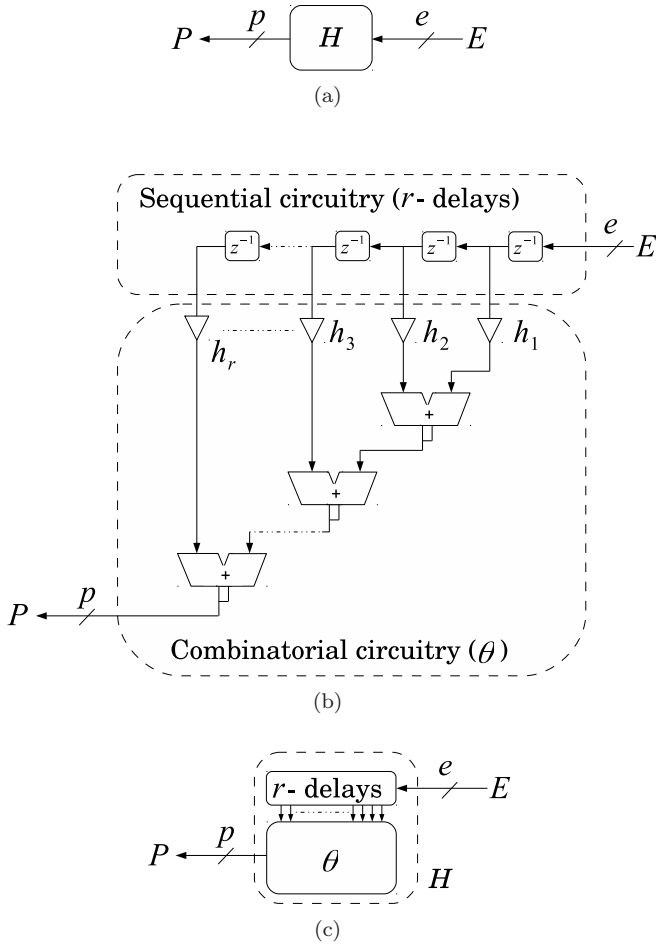 P p H e E
(a)
Sequential circuitry (r- delays)
z⁻¹ z⁻¹ z⁻¹ z⁻¹ e E
h_r h_3 h_2 h_1
+
+
+
P p
Combinatorial circuitry (θ)
(b)
r- delays e E
P p θ H
(c)